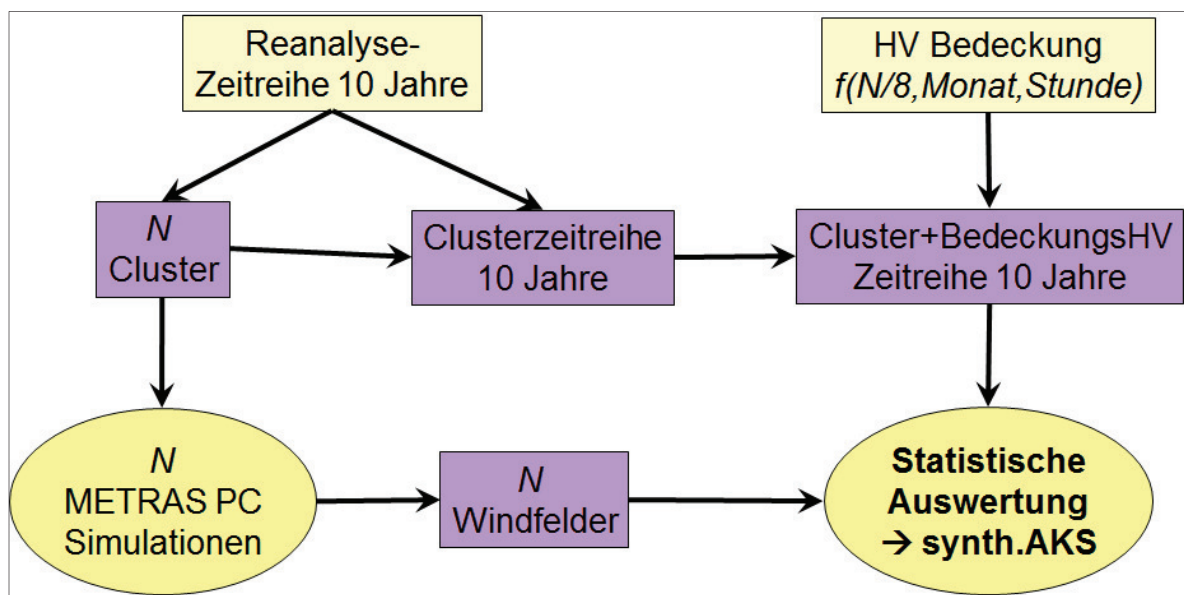 Reanalyse-
Zeitreihe 10 Jahre
HV Bedeckung
f(N/8,Monat,Stunde)
N
Cluster
Clusterzeitreihe
10 Jahre
Cluster+BedeckungsHV
Zeitreihe 10 Jahre
N
METRAS PC
Simulationen
N
Windfelder
Statistische
Auswertung
→ synth.AKS